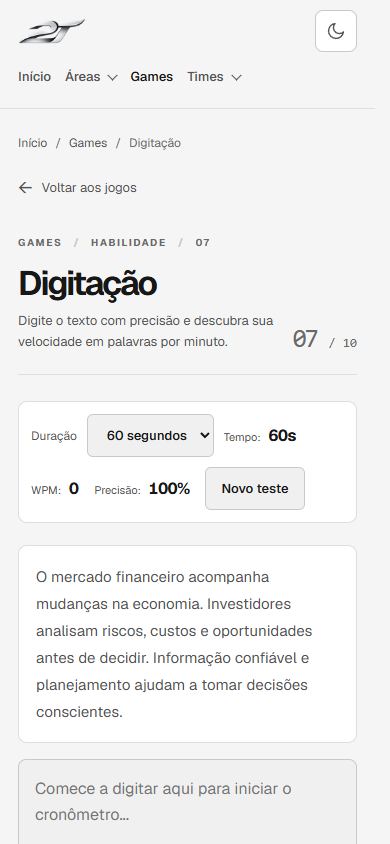 Início Áreas Games Times
Início / Games / Digitação
← Voltar aos jogos
GAMES / HABILIDADE / 07
Digitação
Digite o texto com precisão e descubra sua
velocidade em palavras por minuto.
07 / 10
Duração 60 segundos Tempo: 60s
WPM: 0 Precisão: 100% Novo teste
O mercado financeiro acompanha
mudanças na economia. Investidores
analisam riscos, custos e oportunidades
antes de decidir. Informação confiável e
planejamento ajudam a tomar decisões
conscientes.
Comece a digitar aqui para iniciar o
cronômetro...